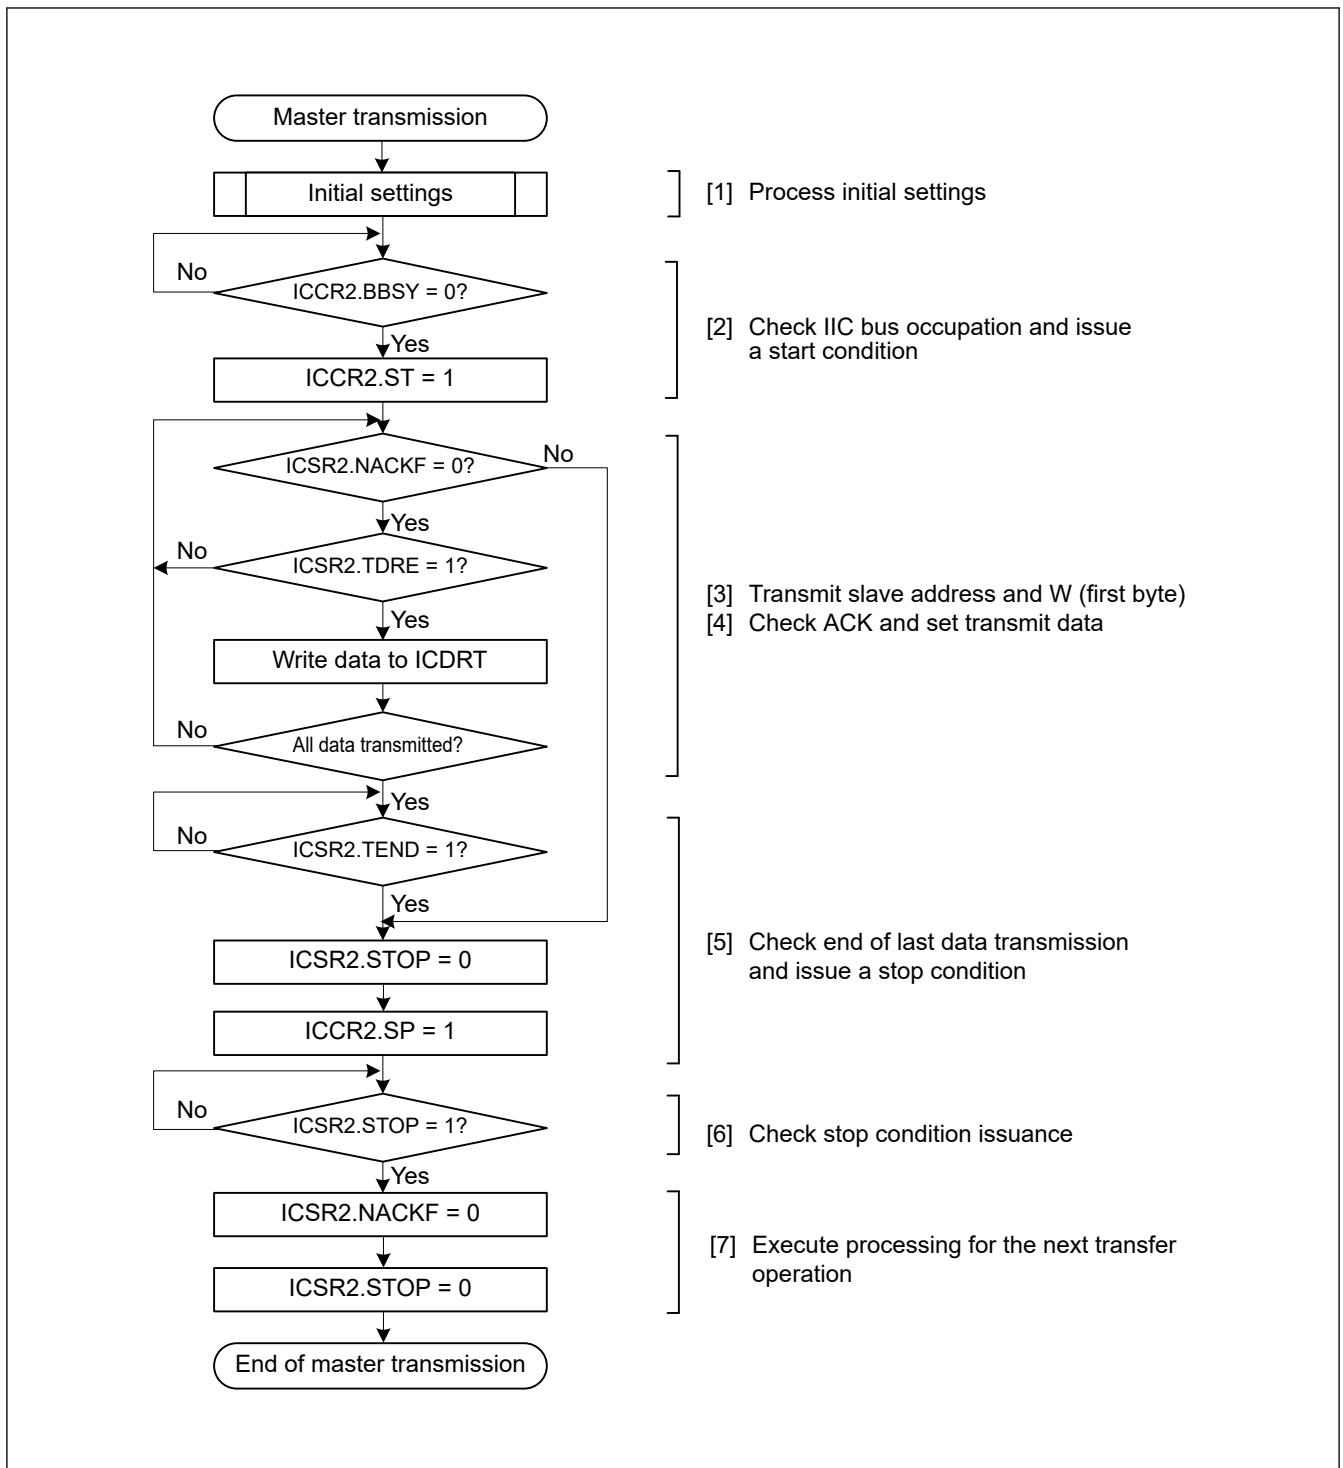 Master transmission
Initial settings
[1] Process initial settings
No
ICCR2.BBSY = 0?
Yes
[2] Check IIC bus occupation and issue
a start condition
ICCR2.ST = 1
ICSR2.NACKF = 0?
No
Yes
No
ICSR2.TDRE = 1?
Yes
[3] Transmit slave address and W (first byte)
[4] Check ACK and set transmit data
Write data to ICDRT
No
All data transmitted?
Yes
No
ICSR2.TEND = 1?
Yes
[5] Check end of last data transmission
and issue a stop condition
ICSR2.STOP = 0
ICCR2.SP = 1
No
ICSR2.STOP = 1?
[6] Check stop condition issuance
Yes
ICSR2.NACKF = 0
[7] Execute processing for the next transfer
operation
ICSR2.STOP = 0
End of master transmission